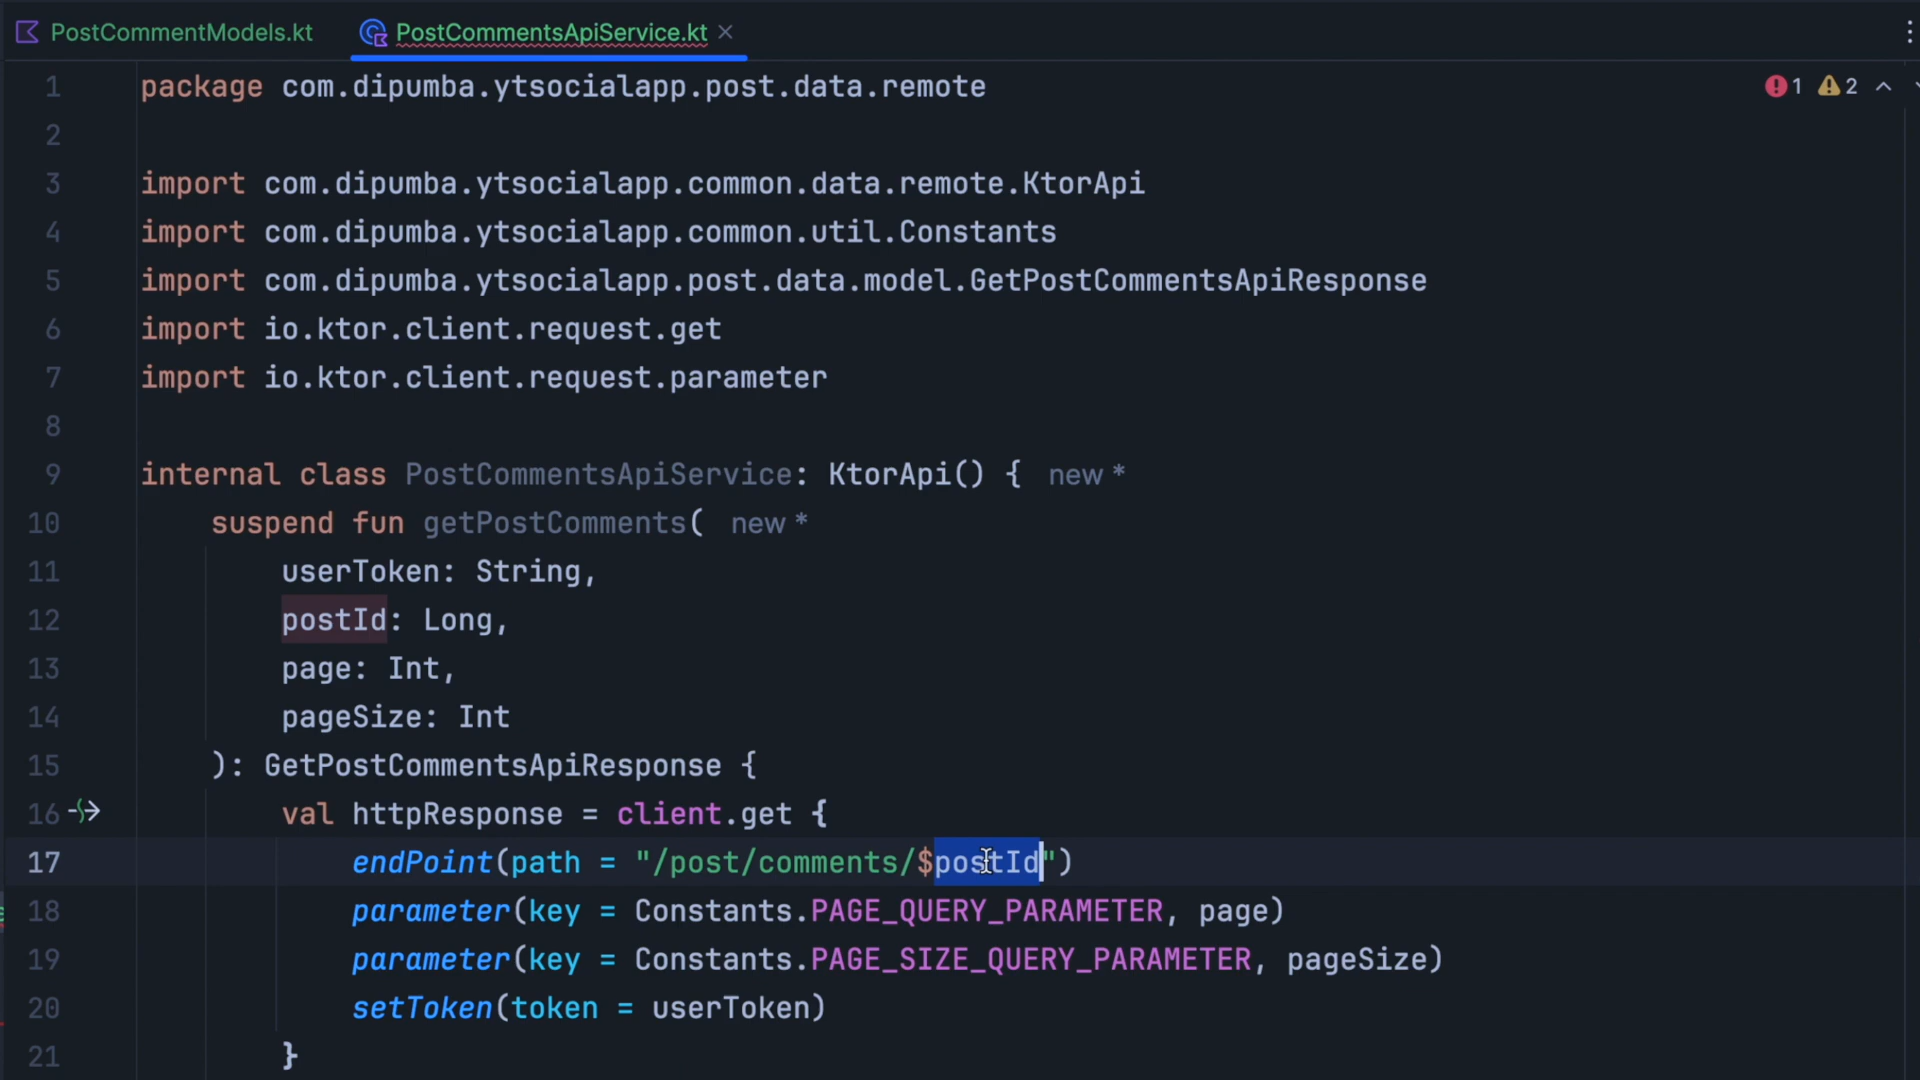 PostCommentModels.kt PostCommentsApiService.kt
1 package com.dipumba.ytsocialapp.post.data.remote 1 2
2
3 import com.dipumba.ytsocialapp.common.data.remote.KtorApi
4 import com.dipumba.ytsocialapp.common.util.Constants
5 import com.dipumba.ytsocialapp.post.data.model.GetPostCommentsApiResponse
6 import io.ktor.client.request.get
7 import io.ktor.client.request.parameter
8
9 internal class PostCommentsApiService: KtorApi() { new *
10 suspend fun getPostComments( new *
11 userToken: String,
12 postId: Long,
13 page: Int,
14 pageSize: Int
15 ): GetPostCommentsApiResponse {
16 val httpResponse = client.get {
17 endPoint(path = "/post/comments/$postId")
18 parameter(key = Constants.PAGE_QUERY_PARAMETER, page)
19 parameter(key = Constants.PAGE_SIZE_QUERY_PARAMETER, pageSize)
20 setToken(token = userToken)
21 }